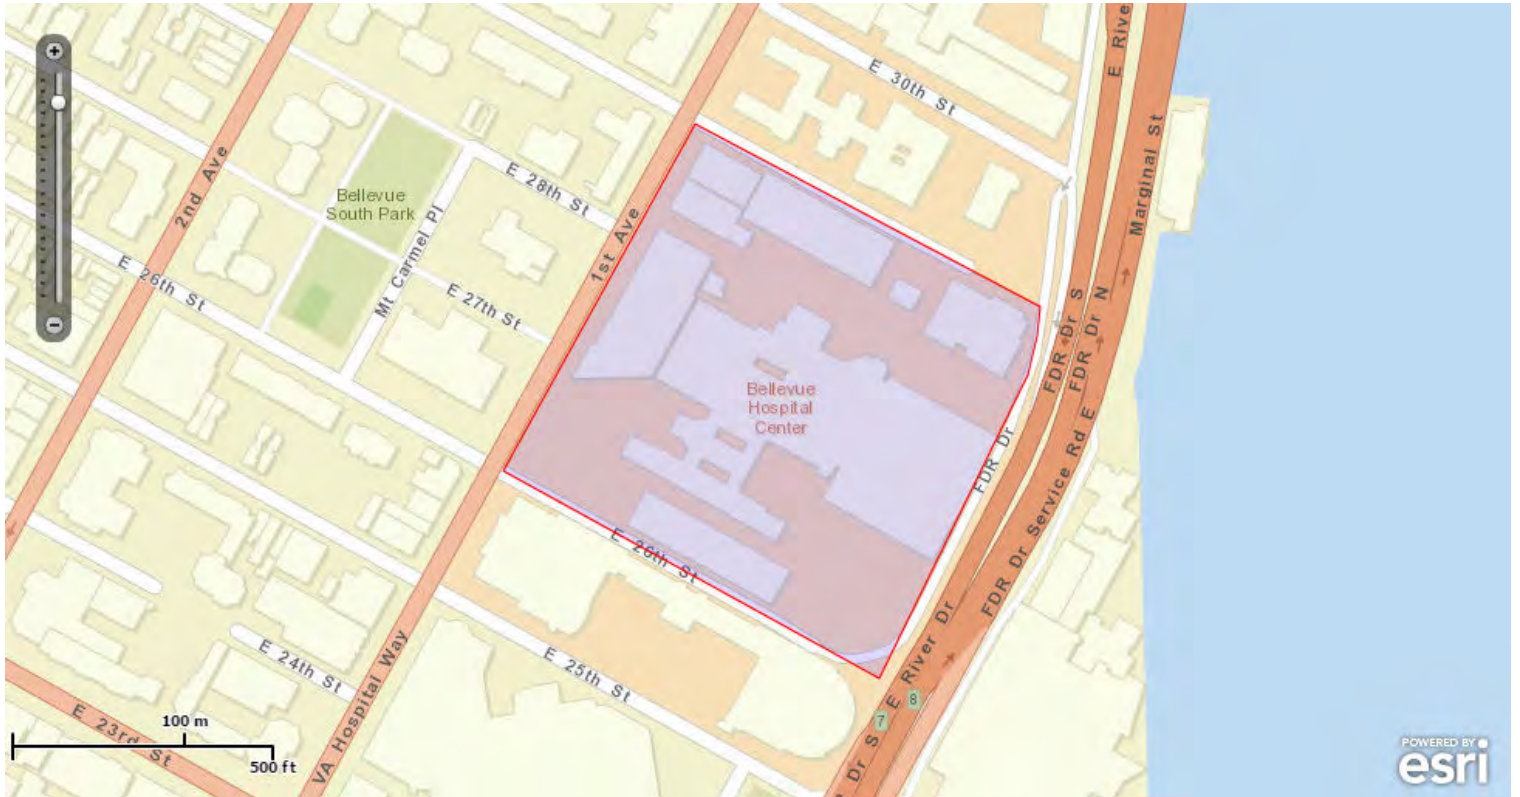 +
E 30th St
E Rive
Marginal St
2nd Ave
E 28th St
Bellevue
South Park
Mt Carmel Pl
1st Ave
E 26th St
E 27th St
FDR Dr S
FDR Dr N
Bellevue
Hospital
Center
FDR Dr
FDR Dr Service Rd E
E 26th St
E 24th St
E 25th St
VA Hospital Way
E River Dr
Dr S
7
8
E 23rd St
100 m
500 ft
−
POWERED BY
esri